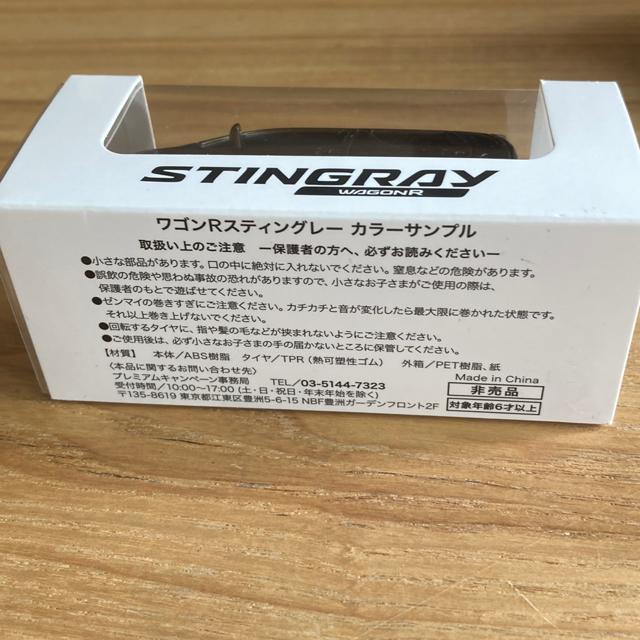 STINGRAY
WAGONR
ワゴンRスティングレー カラーサンプル
取扱い上のご注意 ー保護者の方へ、必ずお読みくださいー
●小さな部品があります。口の中に絶対に入れないでください。窒息などの危険があります。
●誤飲の危険や思わぬ事故の恐れがありますので、小さなお子さまがご使用の際は、
保護者のもとで遊ばせてください。
●ゼンマイの巻きすぎにご注意ください。カチカチと音が変化したら最大限に巻かれた状態です。
それ以上巻き上げないでください。
●回転するタイヤに、指や髪の毛などが挟まれないようにご注意ください。
●ご使用後は、必ず小さなお子さまの手の届かないところに保管してください。
【材質】 本体/ABS樹脂 タイヤ/TPR(熱可塑性ゴム) 外箱/PET樹脂、紙
〈本品に関するお問い合わせ先〉
プレミアムキャンペーン事務局 TEL/03-5144-7323
受付時間/10:00〜17:00(土・日・祝日・年末年始を除く)
〒135-8619 東京都江東区豊洲5-6-15 NBF豊洲ガーデンフロント2F
Made in China
非売品
対象年齢6才以上